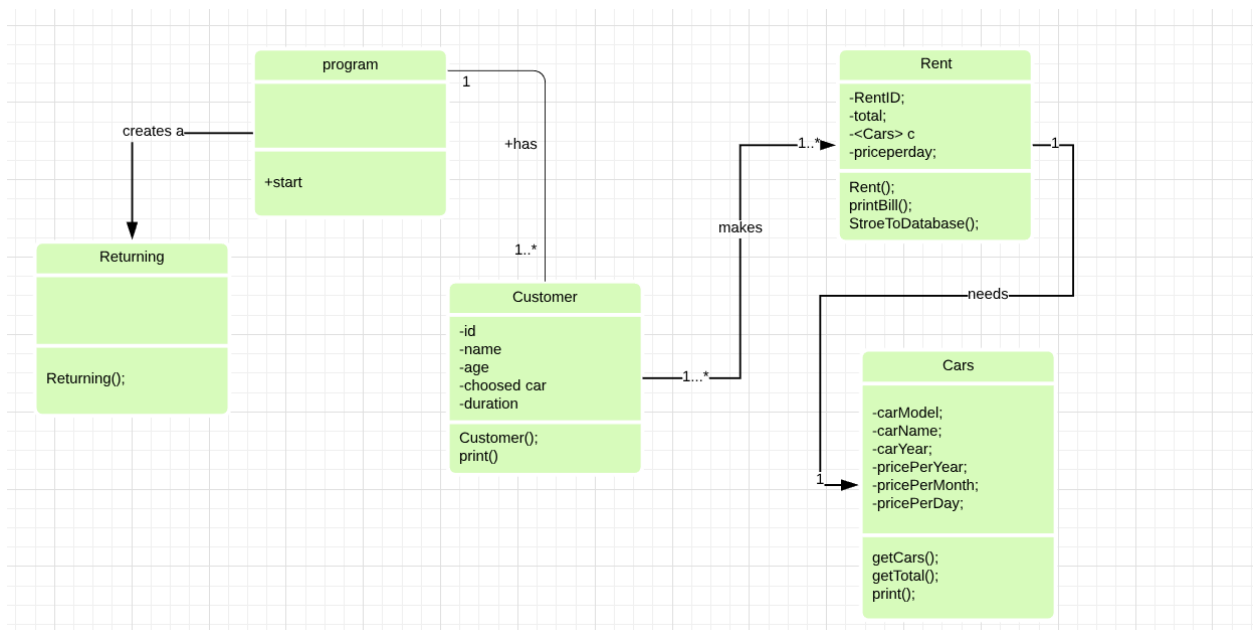 program
+start
creates a
Returning
Returning();
1
+has
1..*
Customer
-id
-name
-age
-choosed car
-duration
Customer();
print()
1...*
makes
1..*
Rent
-RentID;
-total;
-<Cars> c
-priceperday;
Rent();
printBill();
StroeToDatabase();
1
needs
1
Cars
-carModel;
-carName;
-carYear;
-pricePerYear;
-pricePerMonth;
-pricePerDay;
getCars();
getTotal();
print();